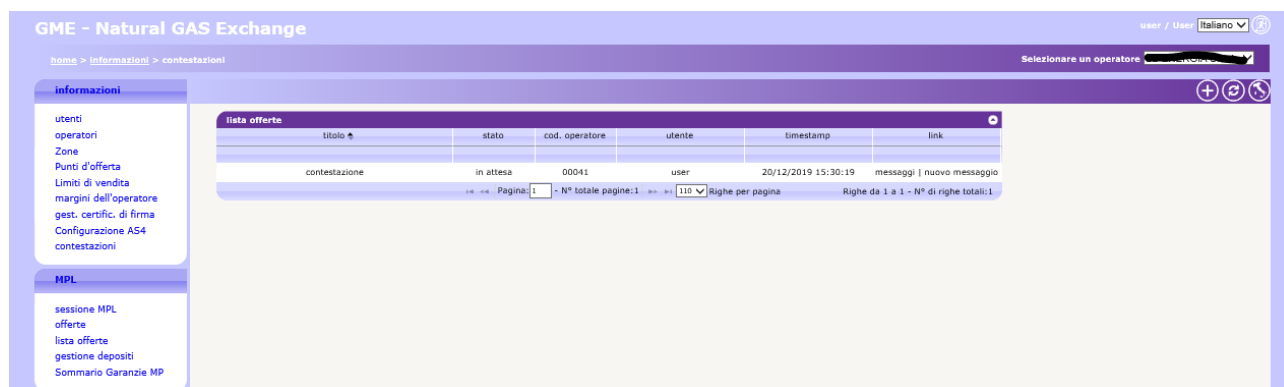 GME - Natural GAS Exchange
user / User Italiano
home > informazioni > contestazioni
Selezionare un operatore
informazioni
utenti
operatori
Zone
Punti d'offerta
Limiti di vendita
margini dell'operatore
gest. certific. di firma
Configurazione AS4
contestazioni
MPL
sessione MPL
offerte
lista offerte
gestione depositi
Sommario Garanzie MP
lista offerte
titolo stato cod. operatore utente timestamp link
contestazione in attesa 00041 user 20/12/2019 15:30:19 messaggi | nuovo messaggio
Pagina: 1 - N° totale pagine:1 110 Righe per pagina Righe da 1 a 1 - N° di righe totali:1